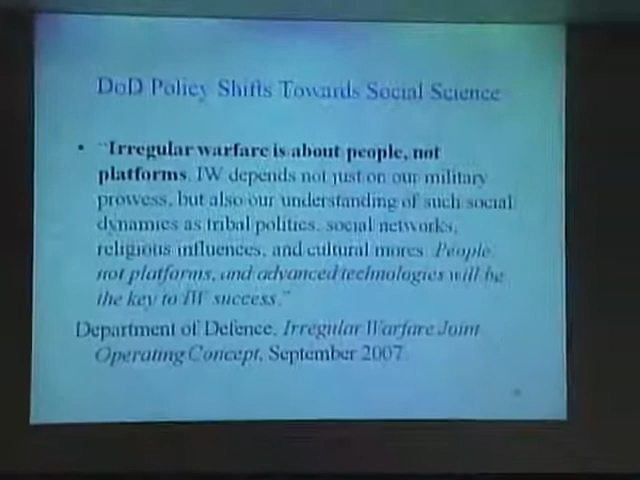 DoD Policy Shifts Towards Social Science
• "Irregular warfare is about people, not
platforms. IW depends not just on our military
prowess, but also our understanding of such social
dynamics as tribal politics, social networks,
religious influences, and cultural mores. People,
not platforms, and advanced technologies will be
the key to IW success."
Department of Defence, Irregular Warfare Joint
Operating Concept, September 2007